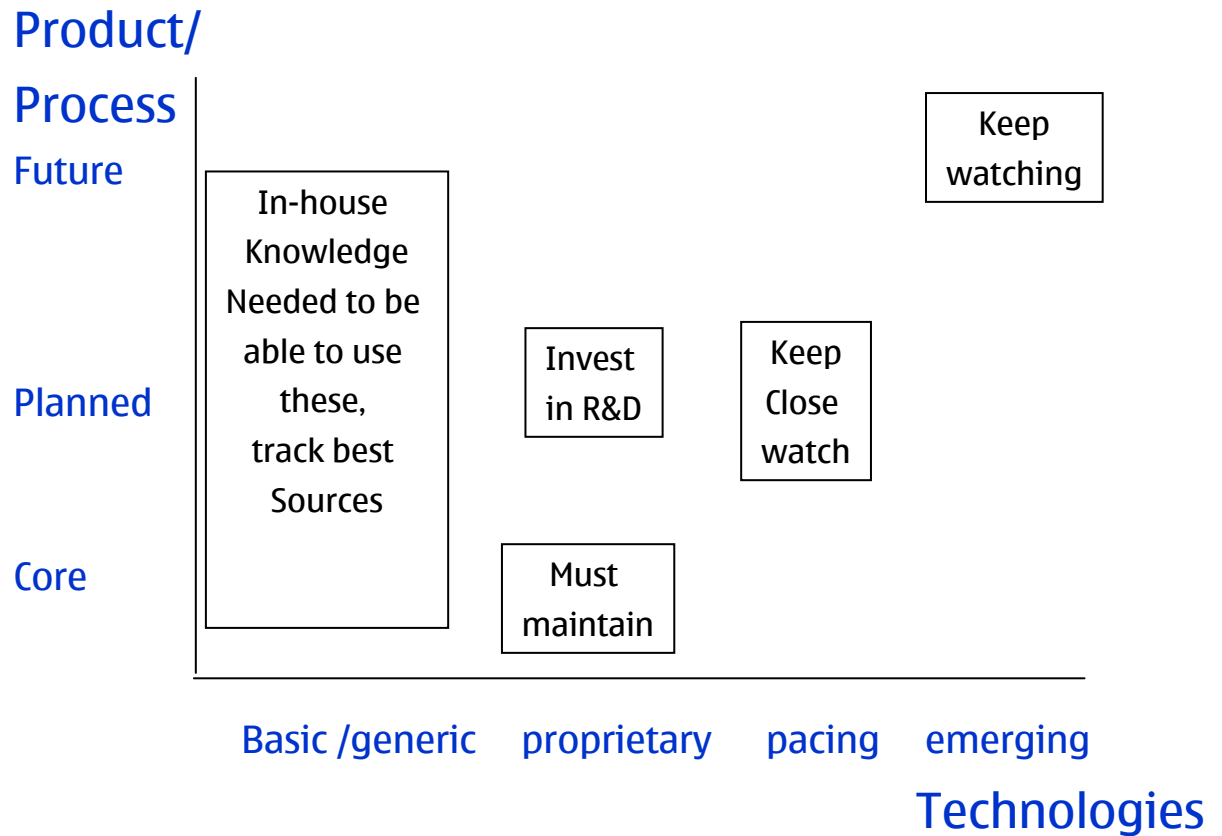 Product/
Process
Future
Planned
Core
In-house
Knowledge
Needed to be
able to use
these,
track best
Sources
Invest
in R&D
Must
maintain
Keep
Close
watch
Keep
watching
Basic /generic
proprietary
pacing
emerging
Technologies